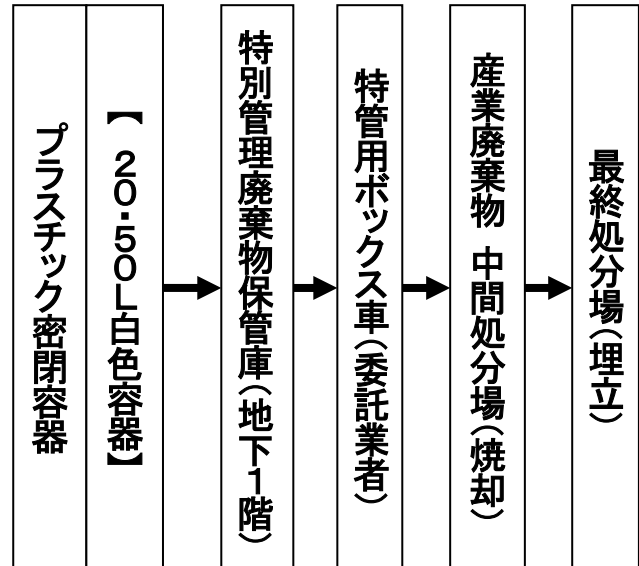 プラスチック密閉容器
【 20・50L白色容器】
特別管理廃棄物保管庫(地下1階)
特管用ボックス車(委託業者)
産業廃棄物 中間処分場(焼却)
最終処分場(埋立)